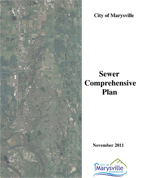 City of Marysville
Sewer
Comprehensive
Plan
November 2011
Marysville